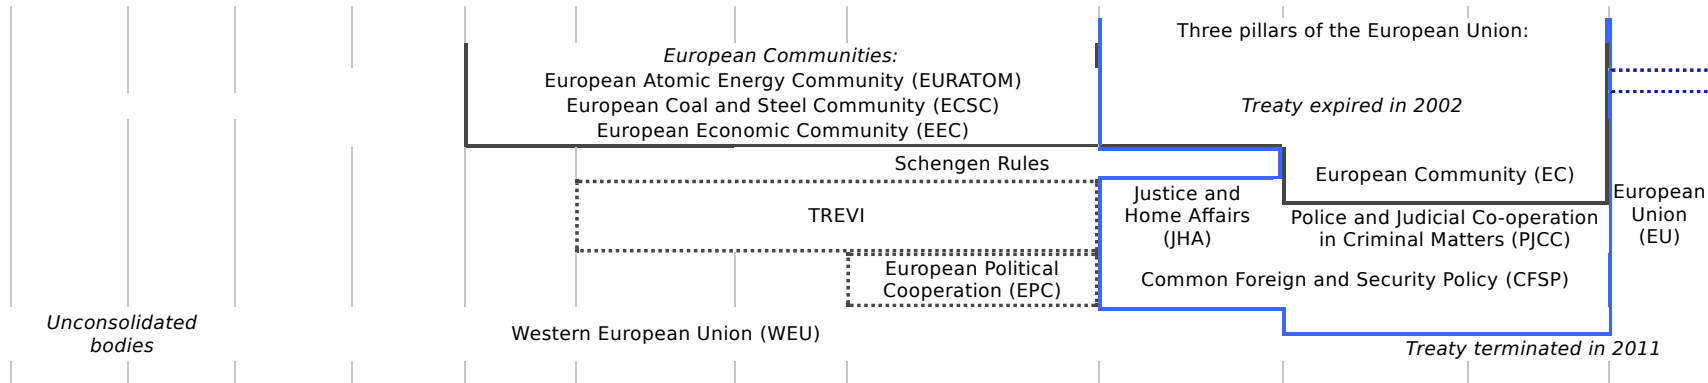 Three pillars of the European Union:
European Communities:
European Atomic Energy Community (EURATOM)
European Coal and Steel Community (ECSC)
Treaty expired in 2002
European Economic Community (EEC)
Schengen Rules
European Community (EC)
TREVI
Justice and
Home Affairs
(JHA)
Police and Judicial Co-operation
in Criminal Matters (PJCC)
European
Union
(EU)
European Political
Cooperation (EPC)
Common Foreign and Security Policy (CFSP)
Unconsolidated
bodies
Western European Union (WEU)
Treaty terminated in 2011